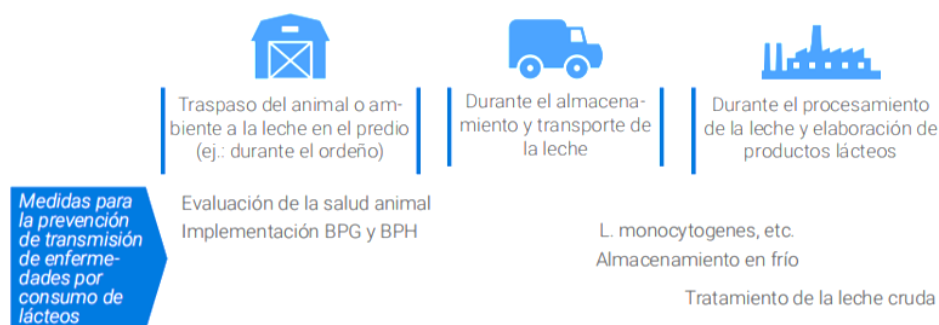 Traspaso del animal o am-
biente a la leche en el predio
(ej.: durante el ordeño)
Durante el almacena-
miento y transporte de
la leche
Durante el procesamiento
de la leche y elaboración de
productos lácteos
Medidas para
la prevención
de transmisión
de enferme-
dades por
consumo de
lácteos
Evaluación de la salud animal
Implementación BPG y BPH
L. monocytogenes, etc.
Almacenamiento en frío
Tratamiento de la leche cruda